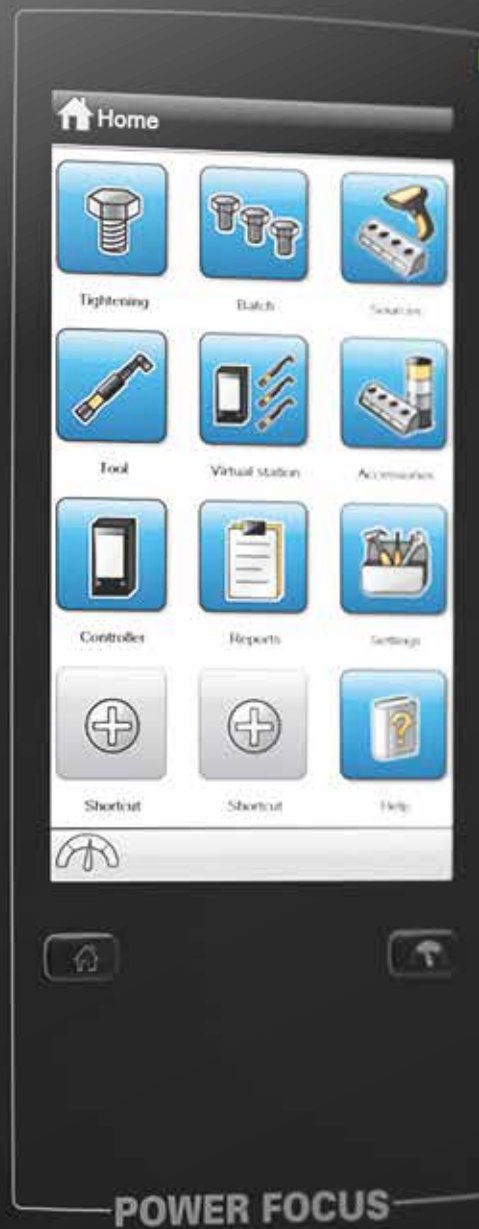 Home
Tightening
Batch
Sources
Tool
Virtual station
Accessories
Controller
Reports
Settings
Shortcut
Shortcut
Help
POWER FOCUS